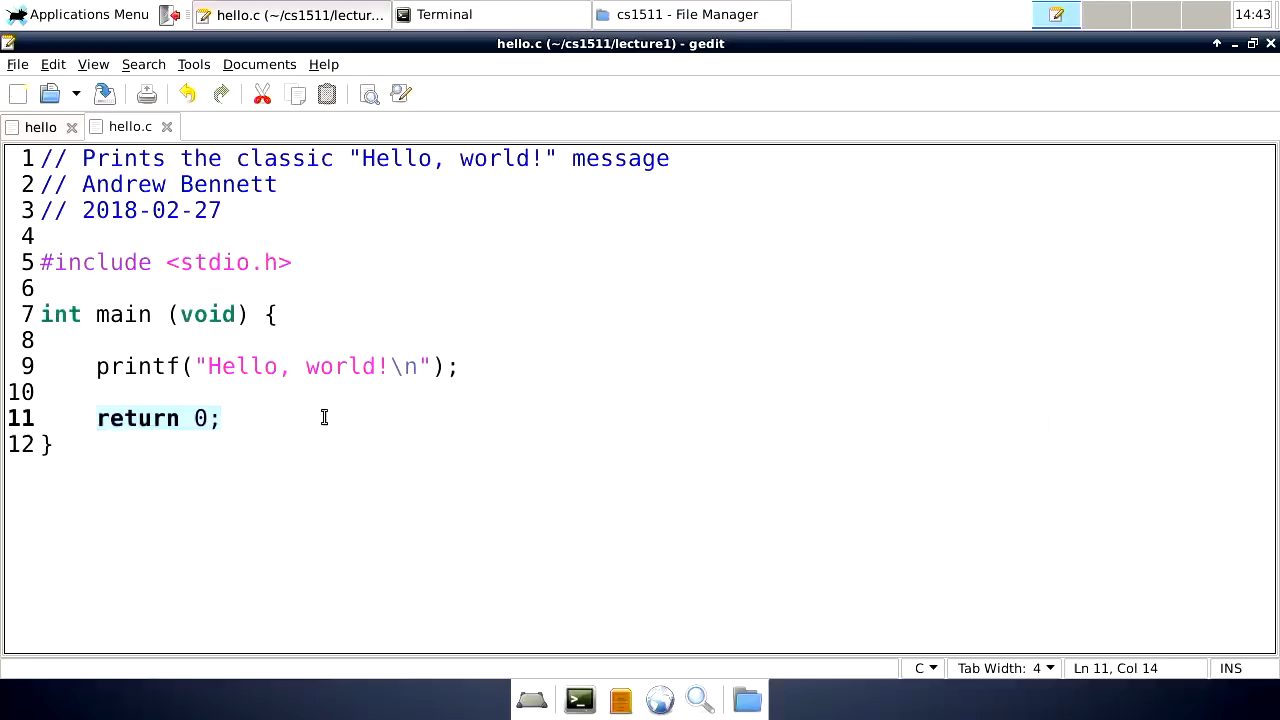 Applications Menu
hello.c (~/cs1511/lectur...
Terminal
cs1511 - File Manager
14:43
hello.c (~/cs1511/lecture1) - gedit
File Edit View Search Tools Documents Help
hello
hello.c
1 // Prints the classic "Hello, world!" message
2 // Andrew Bennett
3 // 2018-02-27
4
5 #include <stdio.h>
6
7 int main (void) {
8
9     printf("Hello, world!\n");
10
11     return 0;
12 }
C
Tab Width: 4
Ln 11, Col 14
INS